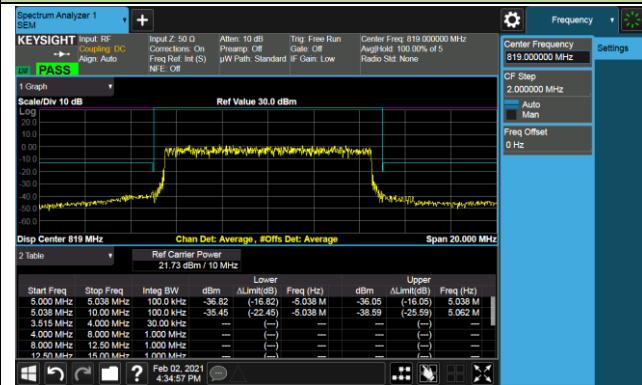 Spectrum Analyzer 1
SEM
Frequency
KEYSIGHT Input: RF
Coupling: DC
Align: Auto
Input Z: 50 Ω
Corrections: On
Freq Ref: Int (S)
NFE: Off
Atten: 10 dB
Preamp: Off
µW Path: Standard
Trig: Free Run
Gate: Off
IF Gain: Low
Center Freq: 819.000000 MHz
Avg|Hold: 100.00% of 5
Radio Std: None
LW PASS
Center Frequency
819.000000 MHz
Settings
CF Step
2.000000 MHz
Auto
Man
Freq Offset
0 Hz
1 Graph
Scale/Div 10 dB Ref Value 30.0 dBm
Log
20.0
10.0
0.00
-10.0
-20.0
-30.0
-40.0
-50.0
-60.0
Disp Center 819 MHz Chan Det: Average, #Offs Det: Average Span 20.000 MHz
2 Table Ref Carrier Power
21.73 dBm / 10 MHz
Lower Upper
Start Freq Stop Freq Integ BW dBm ΔLimit(dB) Freq (Hz) dBm ΔLimit(dB) Freq (Hz)
5.000 MHz 5.038 MHz 100.0 kHz -36.82 (-16.82) -5.038 M -36.05 (-16.05) 5.038 M
5.038 MHz 10.00 MHz 100.0 kHz -35.45 (-22.45) -5.038 M -38.59 (-25.59) 5.062 M
3.515 MHz 4.000 MHz 30.00 kHz --- (---) --- --- (---) ---
4.000 MHz 8.000 MHz 1.000 MHz --- (---) --- --- (---) ---
8.000 MHz 12.50 MHz 1.000 MHz --- (---) --- --- (---) ---
12.50 MHz 15.00 MHz 1.000 MHz --- (---) --- --- (---) ---
? Feb 02, 2021
4:34:57 PM